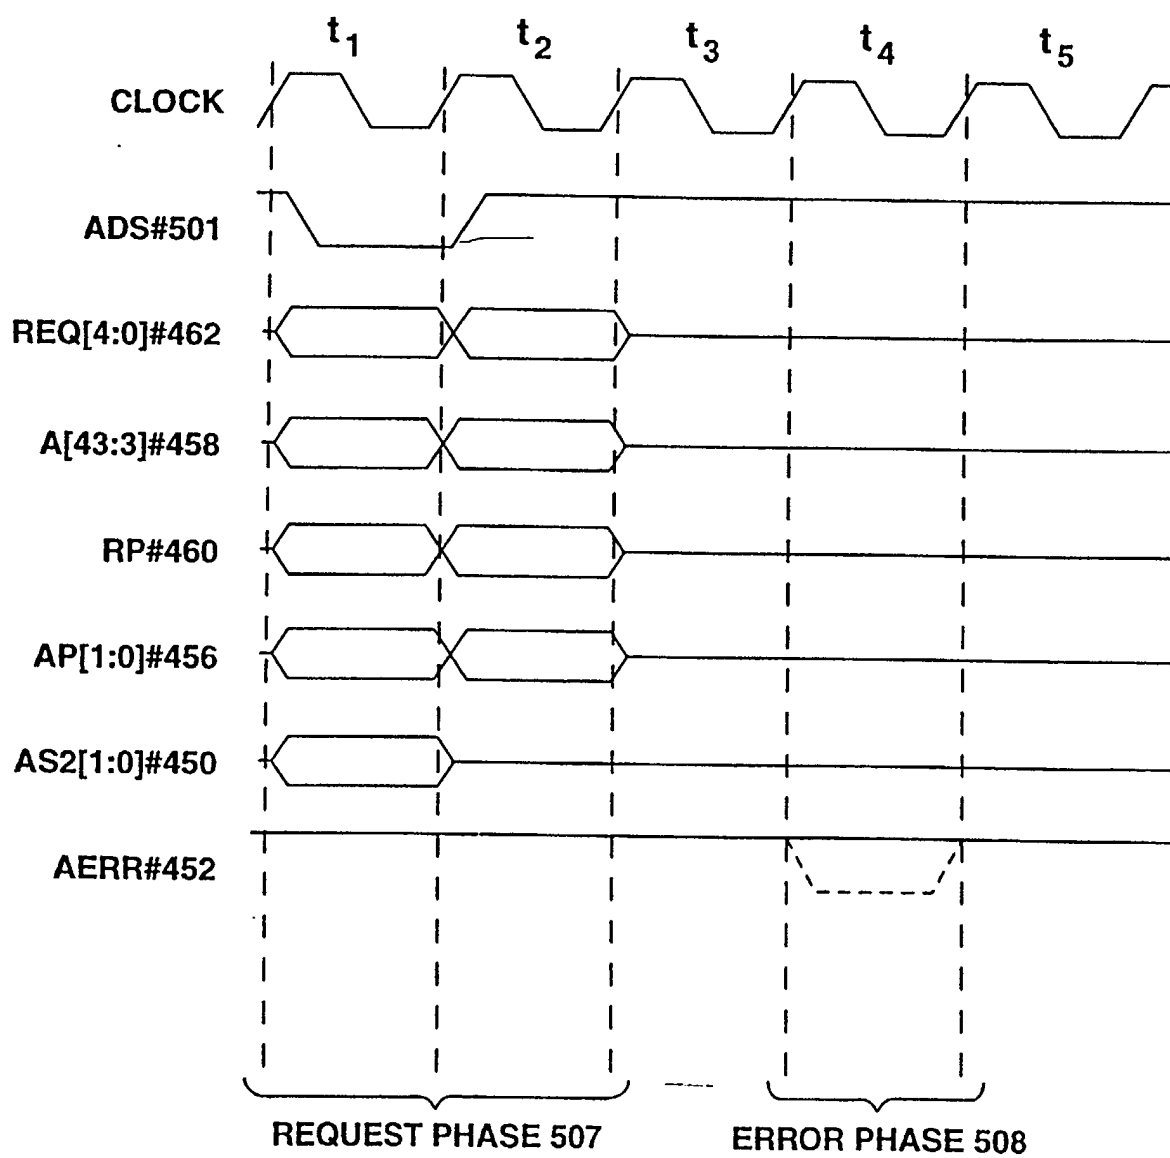 t1 t2 t3 t4 t5
CLOCK
ADS#501
REQ[4:0]#462
A[43:3]#458
RP#460
AP[1:0]#456
AS2[1:0]#450
AERR#452
REQUEST PHASE 507
ERROR PHASE 508